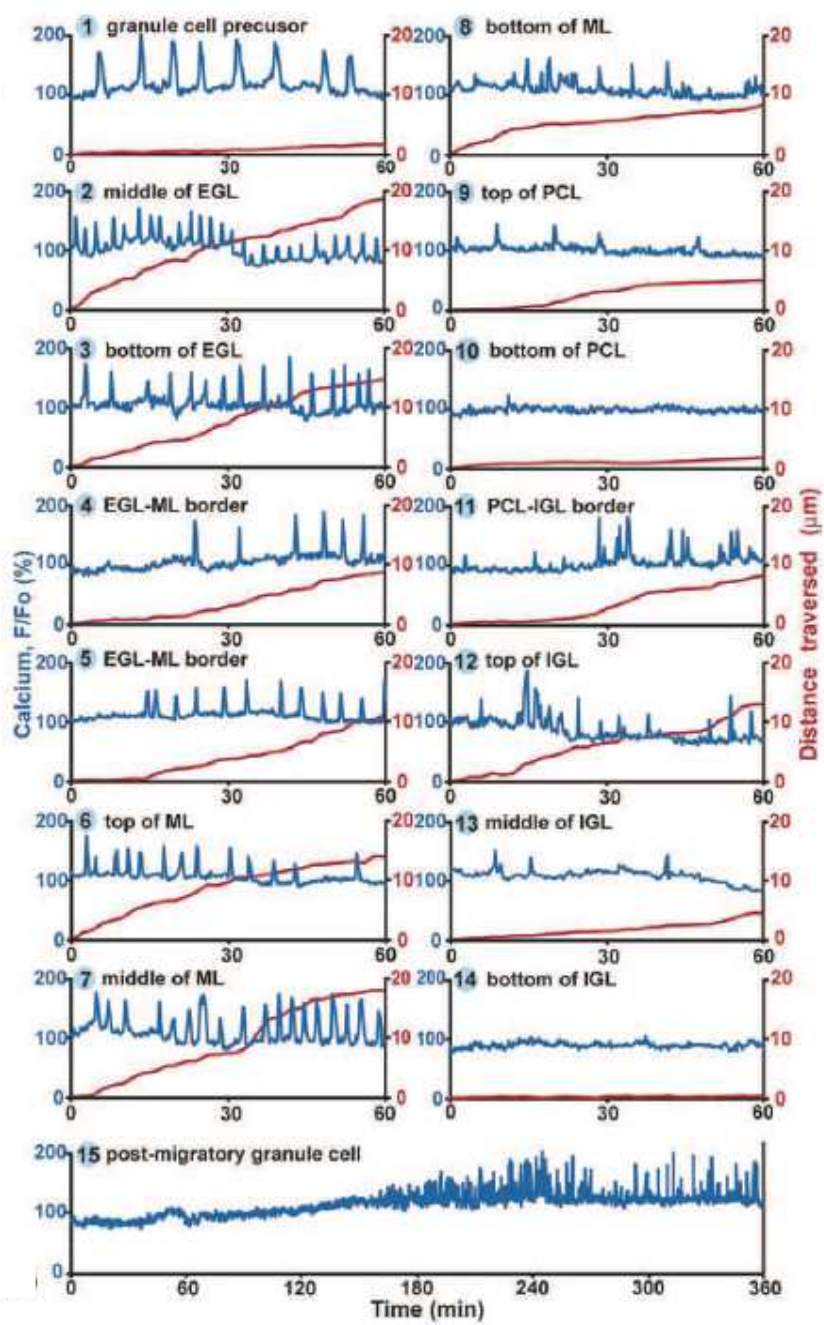 1 granule cell precusor
200
100
0
20
10
0
0 30 60
2 middle of EGL
200
100
0
20
10
0
0 30 60
3 bottom of EGL
200
100
0
20
10
0
0 30 60
4 EGL-ML border
200
100
0
20
10
0
0 30 60
5 EGL-ML border
200
100
0
20
10
0
0 30 60
6 top of ML
200
100
0
20
10
0
0 30 60
7 middle of ML
200
100
0
20
10
0
0 30 60
8 bottom of ML
200
100
0
20
10
0
0 30 60
9 top of PCL
200
100
0
20
10
0
0 30 60
10 bottom of PCL
200
100
0
20
10
0
0 30 60
11 PCL-IGL border
200
100
0
20
10
0
0 30 60
12 top of IGL
200
100
0
20
10
0
0 30 60
13 middle of IGL
200
100
0
20
10
0
0 30 60
14 bottom of IGL
200
100
0
20
10
0
0 30 60
15 post-migratory granule cell
200
100
0
0 60 120 180 240 300 360
Time (min)
Calcium, F/Fo (%)
Distance traversed (μm)